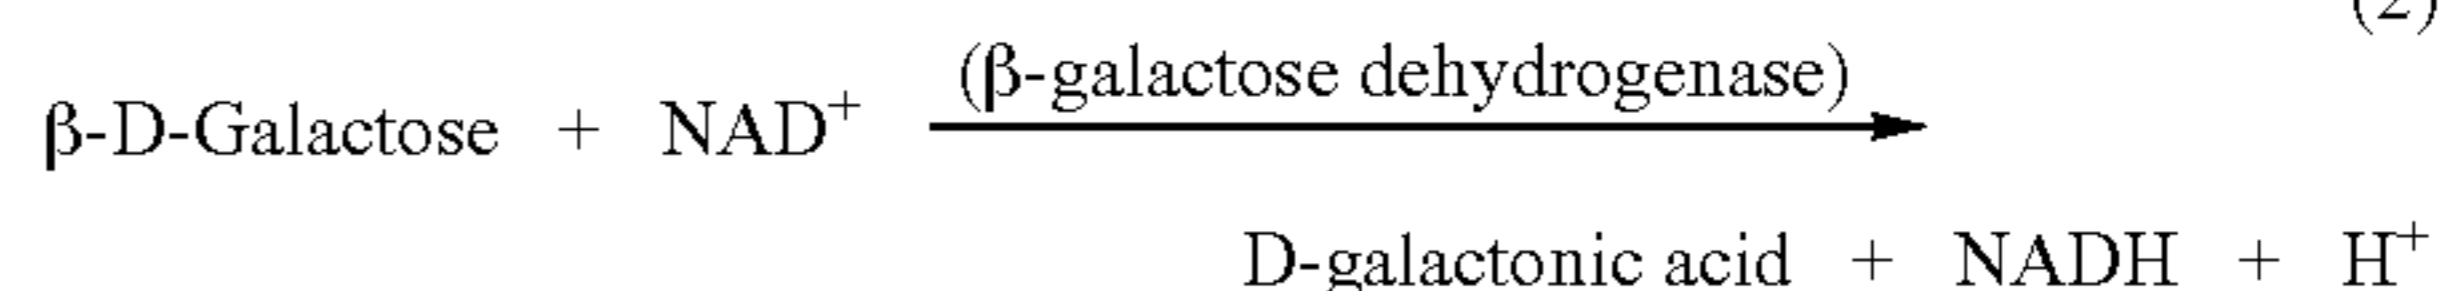 (2)
(β-galactose dehydrogenase)
β-D-Galactose + NAD⁺
D-galactonic acid + NADH + H⁺